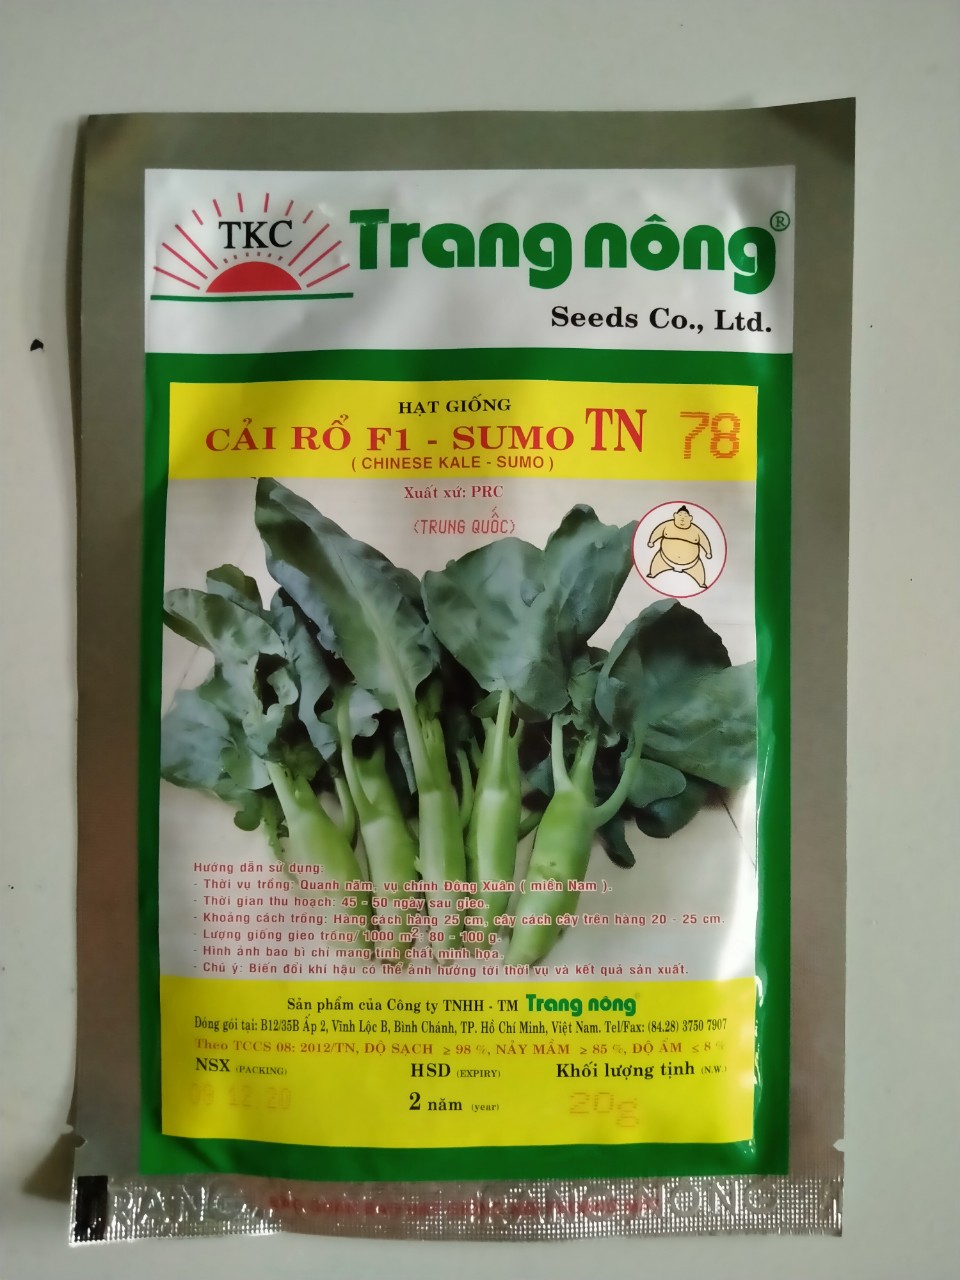 TKC
SEEDS
Trang nông®
Seeds Co., Ltd.
HẠT GIỐNG
CẢI RỔ F1 - SUMO TN 78
( CHINESE KALE - SUMO )
Xuất xứ: PRC
(TRUNG QUỐC)
Hướng dẫn sử dụng:
- Thời vụ trồng: Quanh năm, vụ chính Đông Xuân ( miền Nam ).
- Thời gian thu hoạch: 45 - 50 ngày sau gieo.
- Khoảng cách trồng: Hàng cách hàng 25 cm, cây cách cây trên hàng 20 - 25 cm.
- Lượng giống gieo trồng/ 1000 m²: 80 - 100 g.
- Hình ảnh bao bì chỉ mang tính chất minh họa.
- Chú ý: Biến đổi khí hậu có thể ảnh hưởng tới thời vụ và kết quả sản xuất.
Sản phẩm của Công ty TNHH - TM Trang nông
Đóng gói tại: B12/35B Ấp 2, Vĩnh Lộc B, Bình Chánh, TP. Hồ Chí Minh, Việt Nam. Tel/Fax: (84.28) 3750 7907
Theo TCCS 08: 2012/TN, ĐỘ SẠCH ≥ 98 %, NẢY MẦM ≥ 85 %, ĐỘ ẨM ≤ 8 %
NSX (PACKING) HSD (EXPIRY) Khối lượng tịnh (N.W.)
09 12 20 2 năm (year) 20g
TRANG NONG